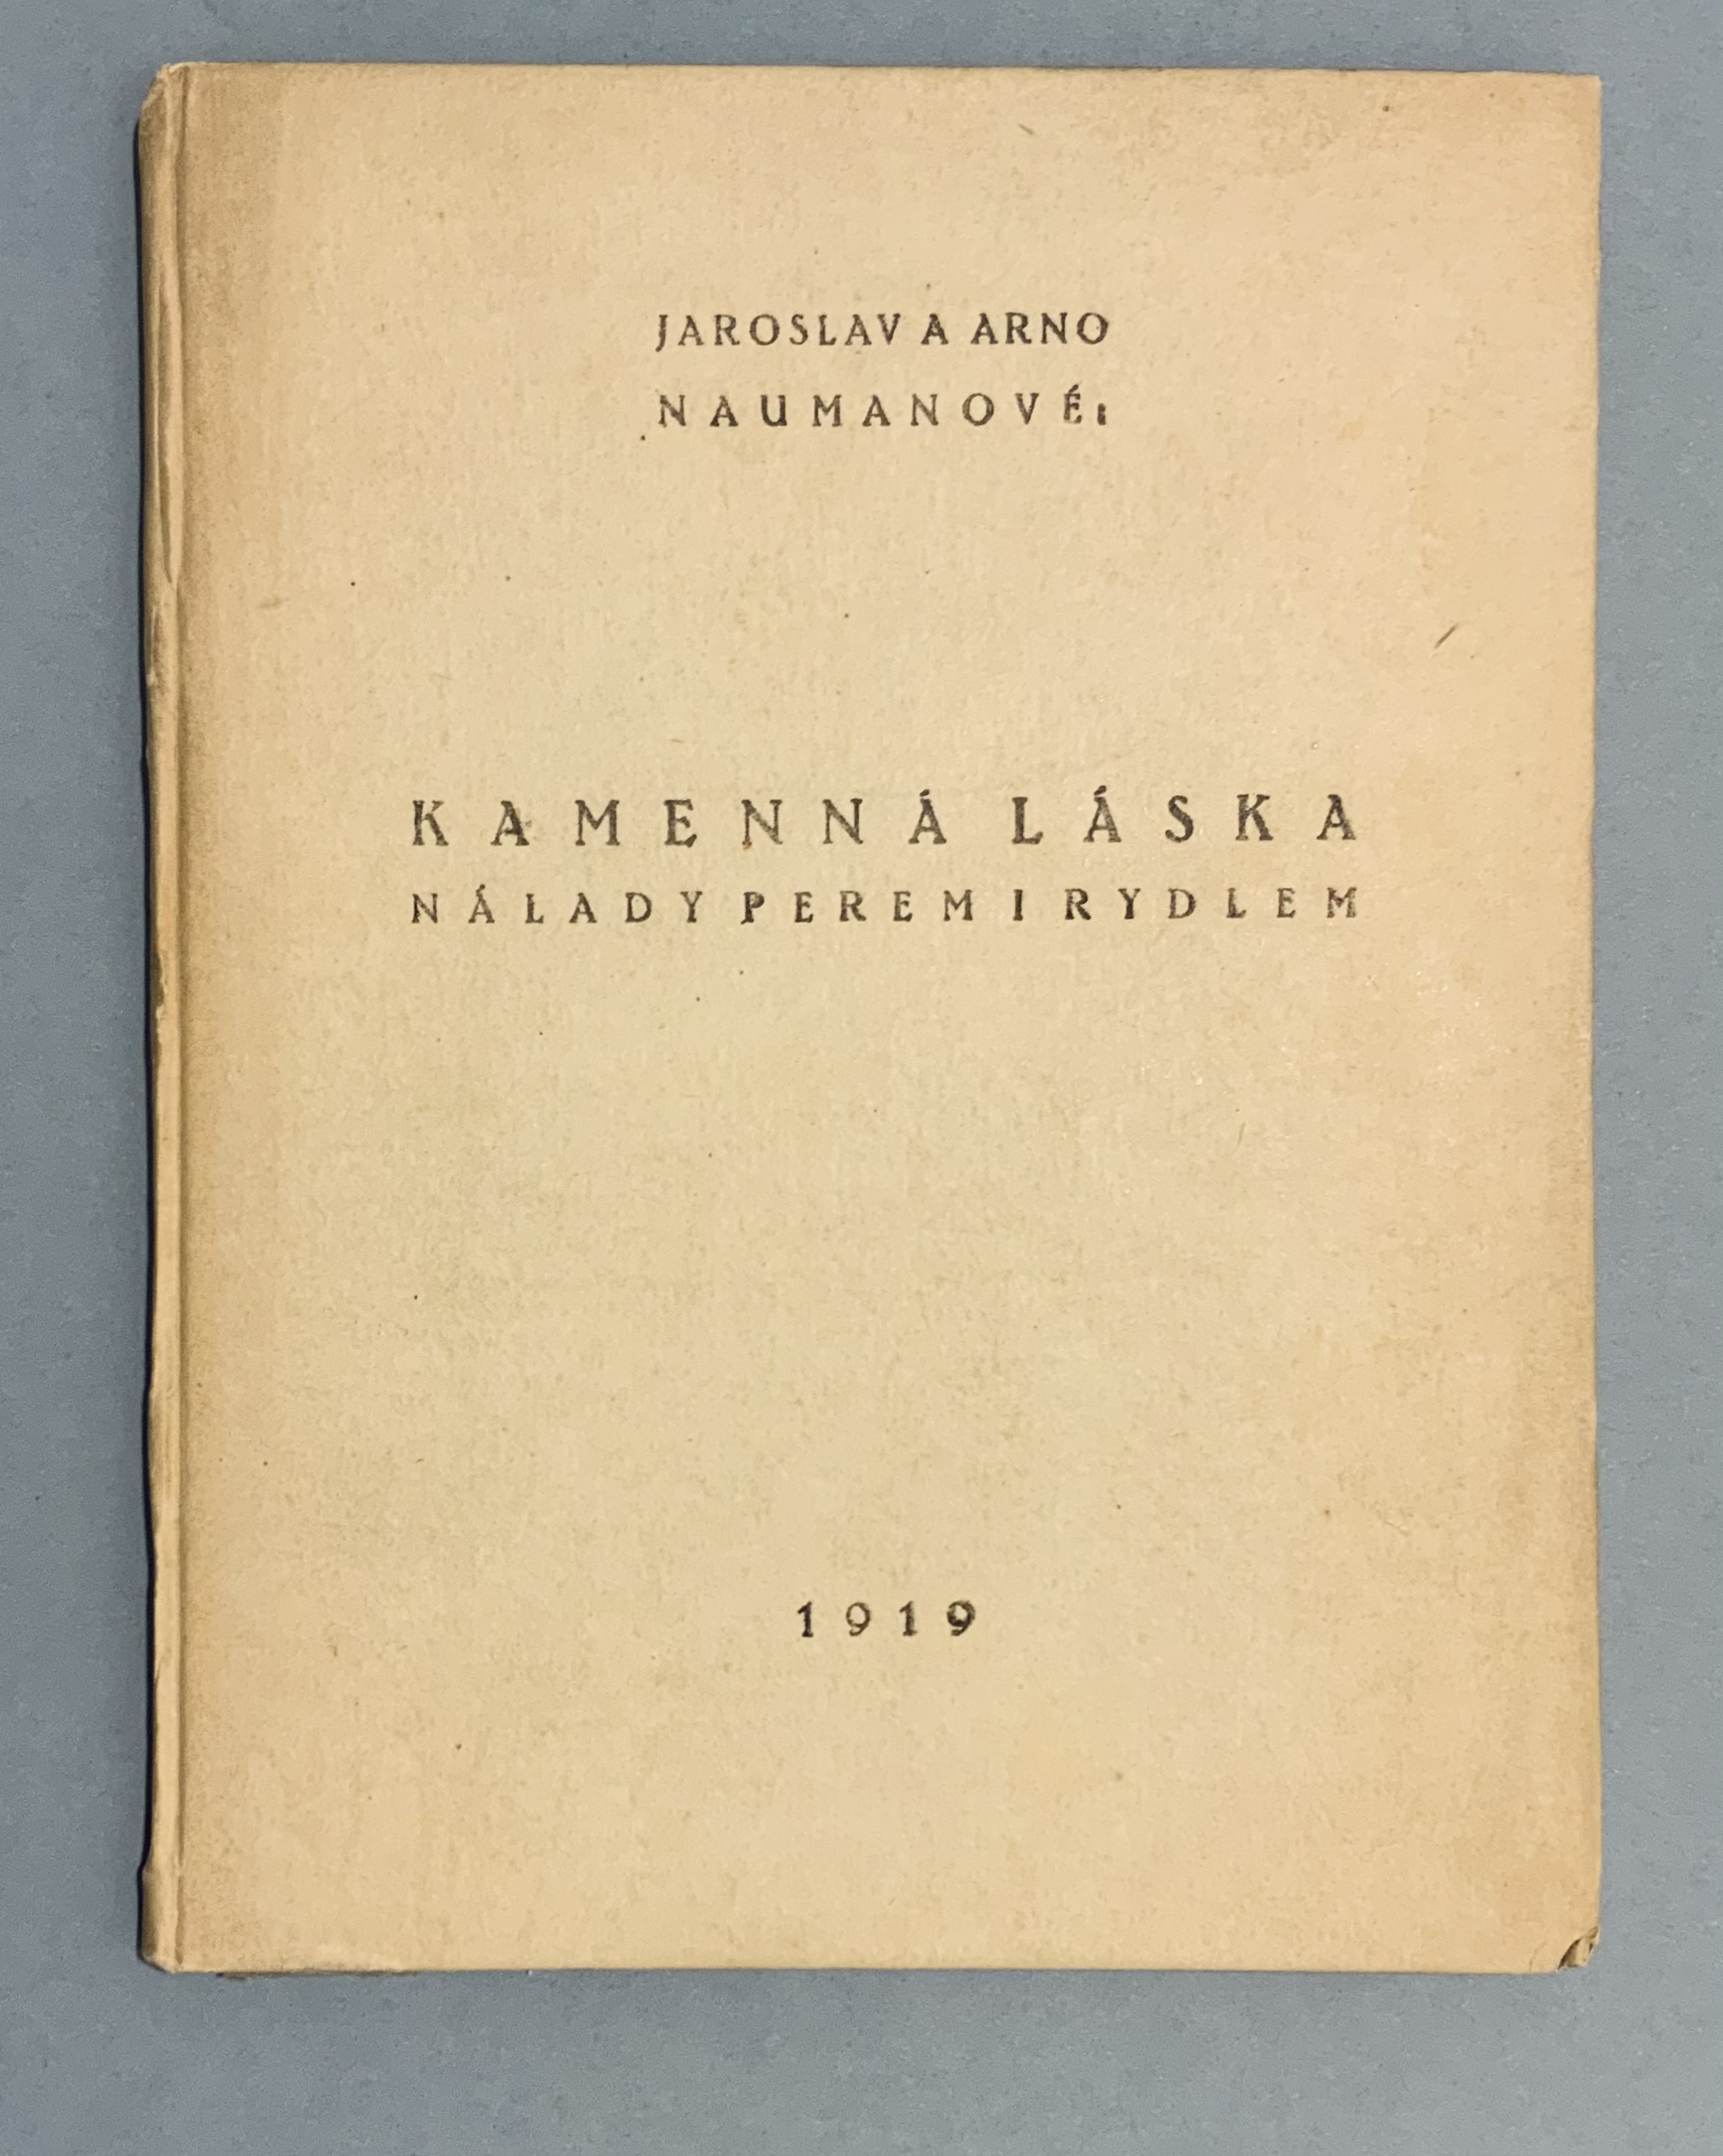 JAROSLAV A ARNO
NAUMANOVÉ:
KAMENNÁ LÁSKA
NÁLADY PEREM I RYDLEM
1919